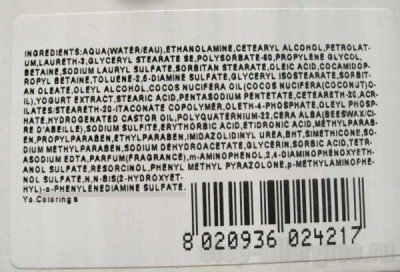 INGREDIENTS:AQUA(WATER/EAU),ETHANOLAMINE,CETEARYL ALCOHOL,PETROLAT-
UM,LAURETH-3,GLYCERYL STEARATE SE,POLYSORBATE-60,PROPYLENE GLYCOL,
BETAINE,SODIUM LAURYL SULFATE,SORBITAN STEARATE,OLEIC ACID,COCAMIDOP-
ROPYL BETAINE,TOLUENE-2,5-DIAMINE SULFATE,GLYCERYL ISOSTEARATE,SORBIT-
AN OLEATE,OLEYL ALCOHOL,COCOS NUCIFERA OIL(COCOS NUCIFERA(COCONUT)O-
IL),YOGURT EXTRACT,STEARIC ACID,PENTASODIUM PENTETATE,CETEARETH-20,ACR-
YLATES/STEARETH-20-ITACONATE COPOLYMER,OLETH-4-PHOSPHATE,OLEYL PHOSP-
HATE,HYDROGENATED CASTOR OIL,POLYQUATERNIUM-22,CERA ALBA(BEESWAX/CI-
RE D'ABEILLE),SODIUM SULFITE,ERYTHORBIC ACID,ETIDRONIC ACID,METHYLPARAB-
EN,PROPYLPARABEN,ETHYLPARABEN,IMIDAZOLIDINYL UREA,BHT,SIMETHICONE,SO-
DIUM METHYLPARABEN,SODIUM DEHYDROACETATE,GLYCERIN,SORBIC ACID,TETR-
ASODIUM EDTA,PARFUM(FRAGRANCE),m-AMINOPHENOL,2,4-DIAMINOPHENOXYETH-
ANOL SULFATE,RESORCINOL,PHENYL METHYL PYRAZOLONE,p-METHYLAMINOPHE-
NOL SULFATE,N,N-BIS(2-HYDROXYET-
HYL)-p-PHENYLENEDIAMINE SULFATE.
Yo.Coloring 6
8 020936 024217